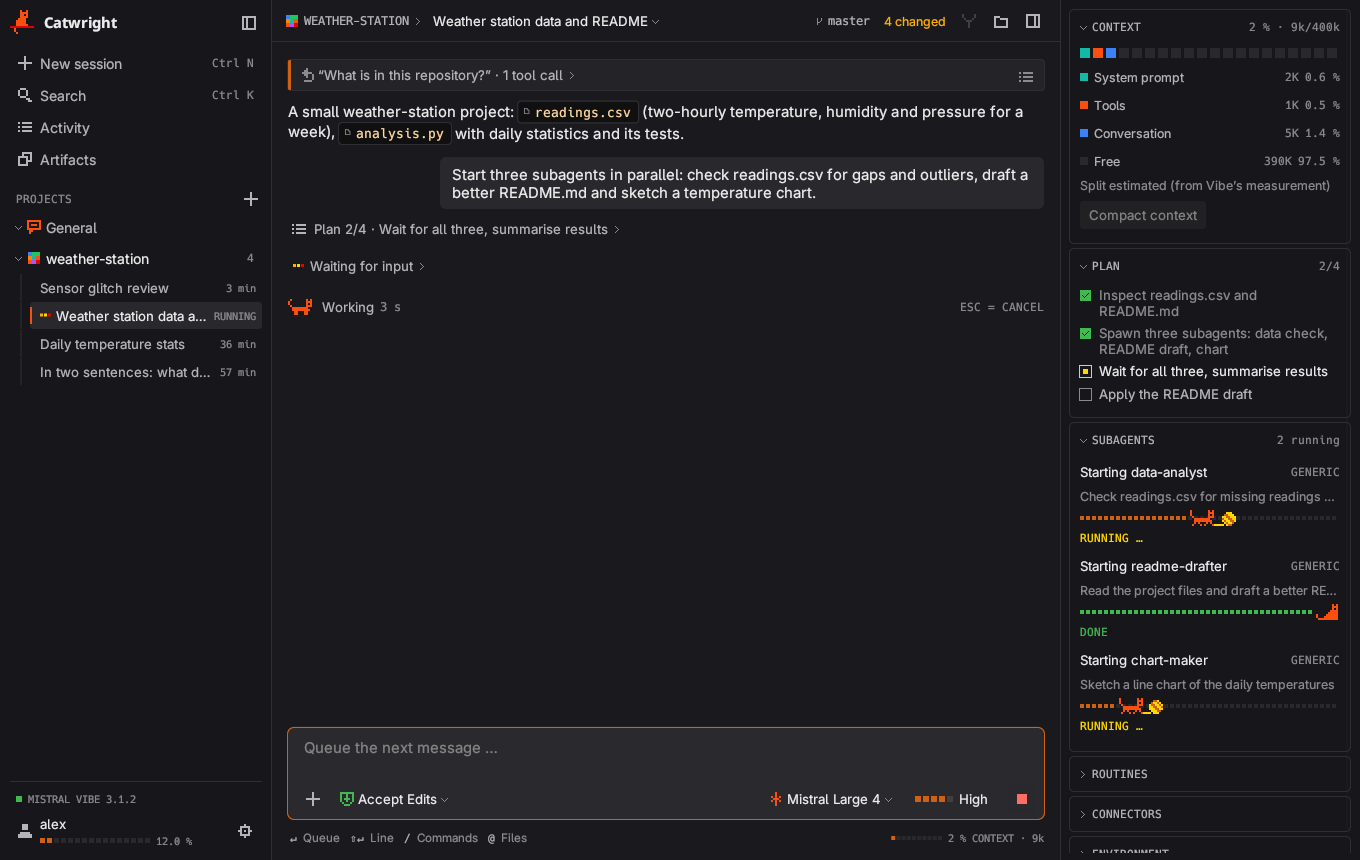 Catwright
New session Ctrl N
Search Ctrl K
Activity
Artifacts
PROJECTS
General
weather-station 4
Sensor glitch review 3 min
Weather station data a... RUNNING
Daily temperature stats 36 min
In two sentences: what d... 57 min
MISTRAL VIBE 3.1.2
alex
12.0 %
WEATHER-STATION Weather station data and README
master 4 changed
“What is in this repository?” · 1 tool call
A small weather-station project: readings.csv (two-hourly temperature, humidity and pressure for a
week), analysis.py with daily statistics and its tests.
Start three subagents in parallel: check readings.csv for gaps and outliers, draft a
better README.md and sketch a temperature chart.
Plan 2/4 · Wait for all three, summarise results
Waiting for input
Working 3 s ESC = CANCEL
Queue the next message ...
Accept Edits Mistral Large 4 High
Queue Line / Commands @ Files 2 % CONTEXT · 9k
CONTEXT 2 % · 9k/400k
System prompt 2K 0.6 %
Tools 1K 0.5 %
Conversation 5K 1.4 %
Free 390K 97.5 %
Split estimated (from Vibe's measurement)
Compact context
PLAN 2/4
Inspect readings.csv and
README.md
Spawn three subagents: data check,
README draft, chart
Wait for all three, summarise results
Apply the README draft
SUBAGENTS 2 running
Starting data-analyst GENERIC
Check readings.csv for missing readings ...
RUNNING …
Starting readme-drafter GENERIC
Read the project files and draft a better RE...
DONE
Starting chart-maker GENERIC
Sketch a line chart of the daily temperatures
RUNNING …
ROUTINES
CONNECTORS
ENVIRONMENT